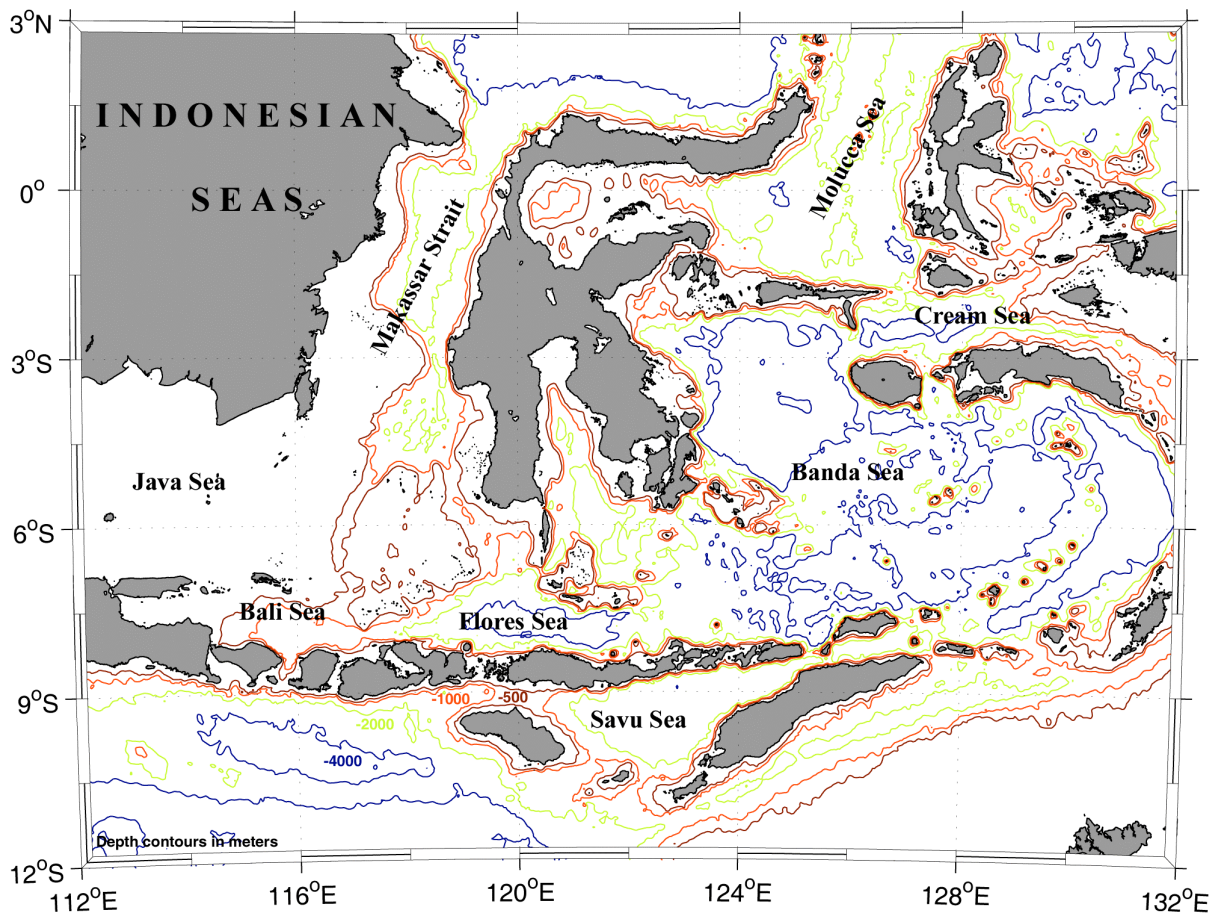 3°N
INDONESIAN
SEAS
Molucca Sea
0°
Makassar Strait
Cream Sea
3°S
Java Sea
Banda Sea
6°S
Bali Sea
Flores Sea
9°S
-1000
-500
-2000
Savu Sea
-4000
Depth contours in meters
12°S
112°E
116°E
120°E
124°E
128°E
132°E